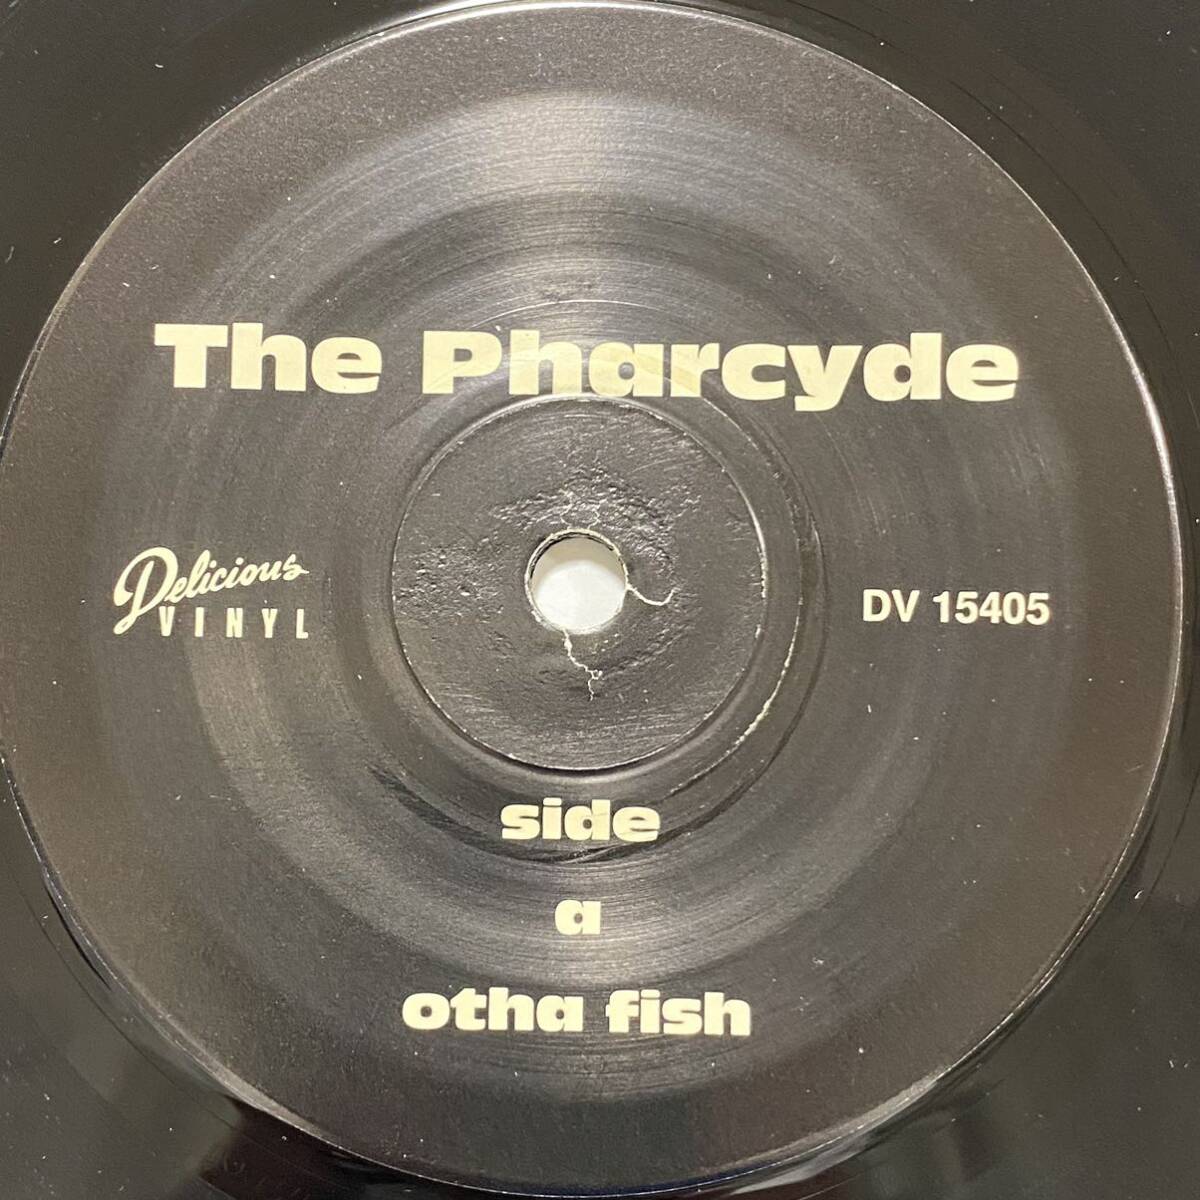 The Pharcyde
Delicious
VINYL
DV 15405
side
a
otha fish